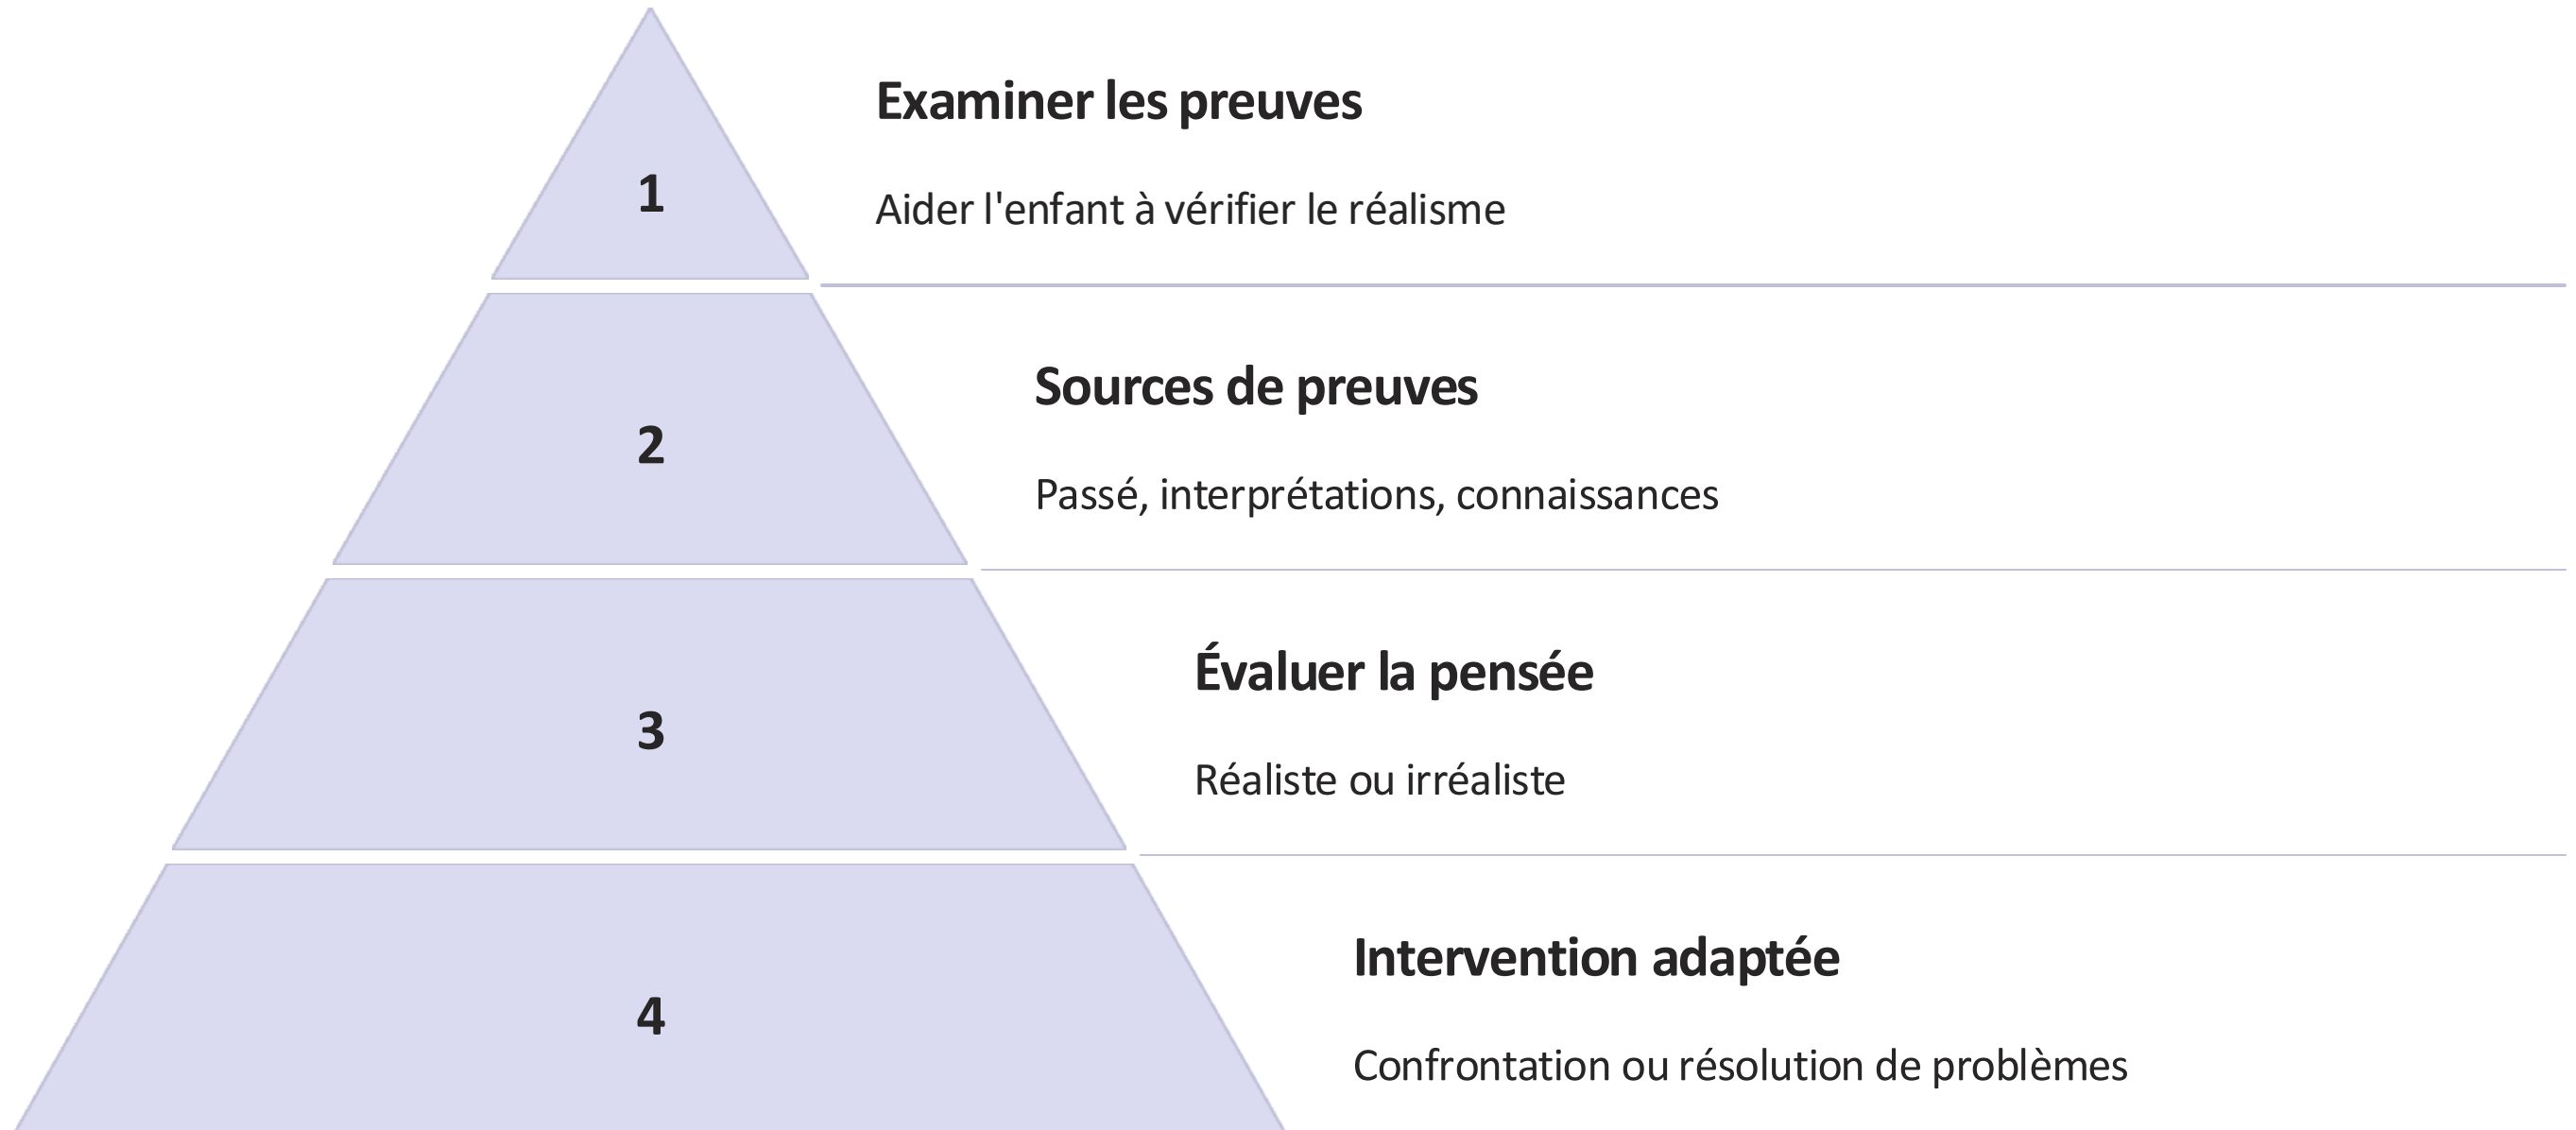 1
Examiner les preuves
Aider l'enfant à vérifier le réalisme
2
Sources de preuves
Passé, interprétations, connaissances
3
Évaluer la pensée
Réaliste ou irréaliste
4
Intervention adaptée
Confrontation ou résolution de problèmes